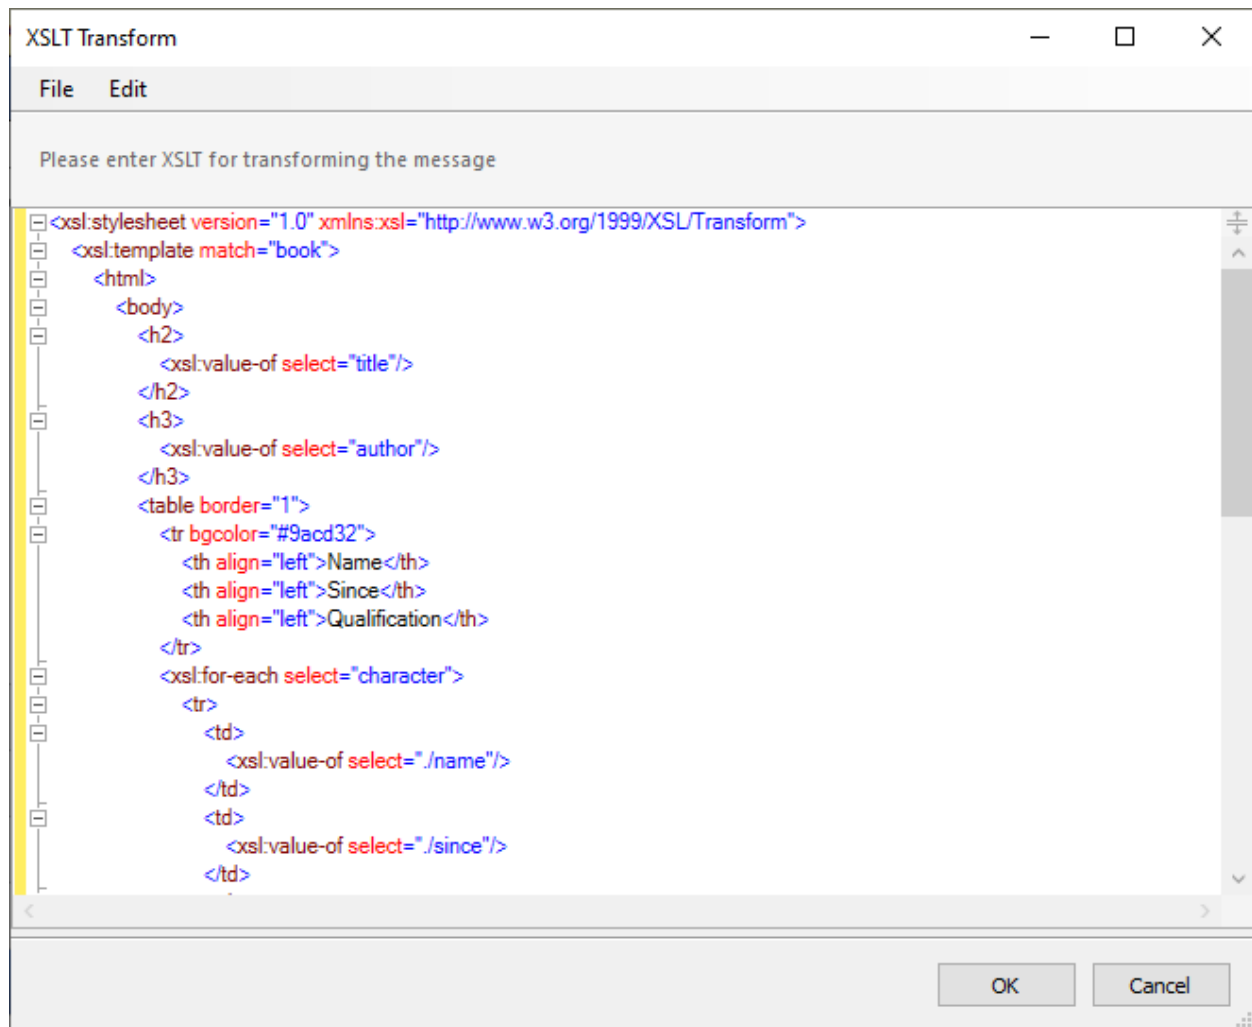 XSLT Transform
File Edit
Please enter XSLT for transforming the message
<xsl:stylesheet version="1.0" xmlns:xsl="http://www.w3.org/1999/XSL/Transform">
<xsl:template match="book">
<html>
<body>
<h2>
<xsl:value-of select="title"/>
</h2>
<h3>
<xsl:value-of select="author"/>
</h3>
<table border="1">
<tr bgcolor="#9acd32">
<th align="left">Name</th>
<th align="left">Since</th>
<th align="left">Qualification</th>
</tr>
<xsl:for-each select="character">
<tr>
<td>
<xsl:value-of select="./name"/>
</td>
<td>
<xsl:value-of select="./since"/>
</td>
OK Cancel